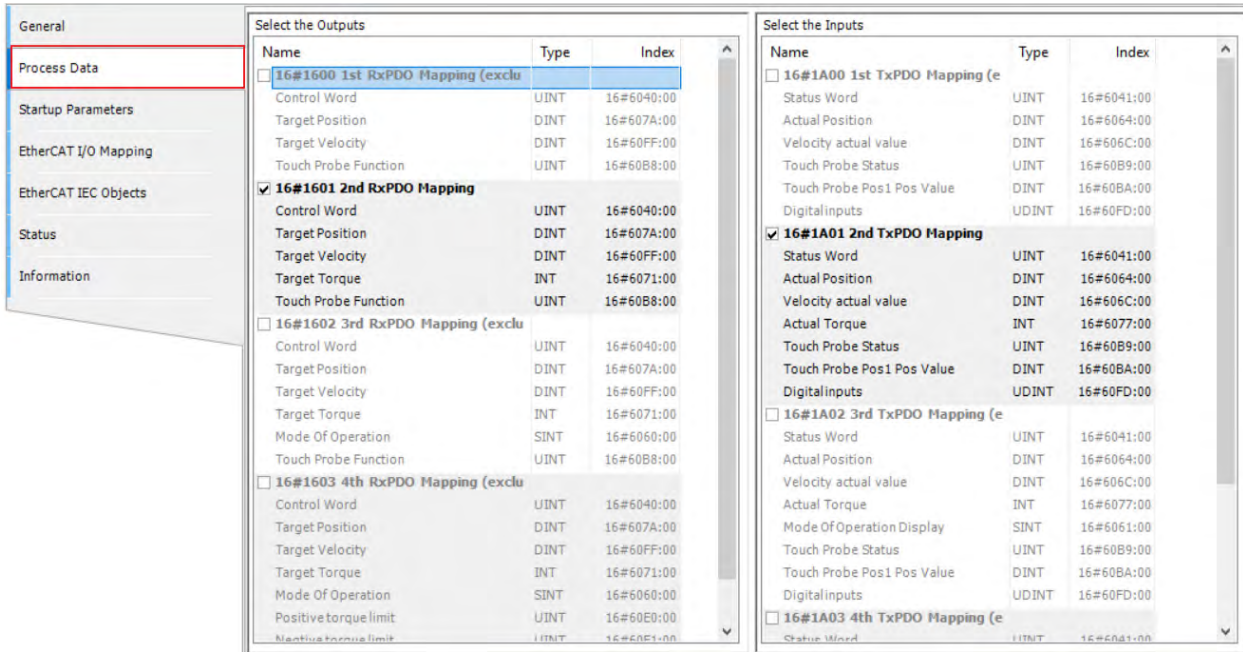 General
Process Data
Startup Parameters
EtherCAT I/O Mapping
EtherCAT IEC Objects
Status
Information
Select the Outputs
Name Type Index
16#1600 1st RxPDO Mapping (exclu
Control Word UINT 16#6040:00
Target Position DINT 16#607A:00
Target Velocity DINT 16#60FF:00
Touch Probe Function UINT 16#60B8:00
16#1601 2nd RxPDO Mapping
Control Word UINT 16#6040:00
Target Position DINT 16#607A:00
Target Velocity DINT 16#60FF:00
Target Torque INT 16#6071:00
Touch Probe Function UINT 16#60B8:00
16#1602 3rd RxPDO Mapping (exclu
Control Word UINT 16#6040:00
Target Position DINT 16#607A:00
Target Velocity DINT 16#60FF:00
Target Torque INT 16#6071:00
Mode Of Operation SINT 16#6060:00
Touch Probe Function UINT 16#60B8:00
16#1603 4th RxPDO Mapping (exclu
Control Word UINT 16#6040:00
Target Position DINT 16#607A:00
Target Velocity DINT 16#60FF:00
Target Torque INT 16#6071:00
Mode Of Operation SINT 16#6060:00
Positive torque limit UINT 16#60E0:00
Negtive torque limit UINT 16#60E1:00
Select the Inputs
Name Type Index
16#1A00 1st TxPDO Mapping (e
Status Word UINT 16#6041:00
Actual Position DINT 16#6064:00
Velocity actual value DINT 16#606C:00
Touch Probe Status UINT 16#60B9:00
Touch Probe Pos1 Pos Value DINT 16#60BA:00
Digitalinputs UDINT 16#60FD:00
16#1A01 2nd TxPDO Mapping
Status Word UINT 16#6041:00
Actual Position DINT 16#6064:00
Velocity actual value DINT 16#606C:00
Actual Torque INT 16#6077:00
Touch Probe Status UINT 16#60B9:00
Touch Probe Pos1 Pos Value DINT 16#60BA:00
Digitalinputs UDINT 16#60FD:00
16#1A02 3rd TxPDO Mapping (e
Status Word UINT 16#6041:00
Actual Position DINT 16#6064:00
Velocity actual value DINT 16#606C:00
Actual Torque INT 16#6077:00
Mode Of Operation Display SINT 16#6061:00
Touch Probe Status UINT 16#60B9:00
Touch Probe Pos1 Pos Value DINT 16#60BA:00
Digitalinputs UDINT 16#60FD:00
16#1A03 4th TxPDO Mapping (e
Status Word UINT 16#6041:00